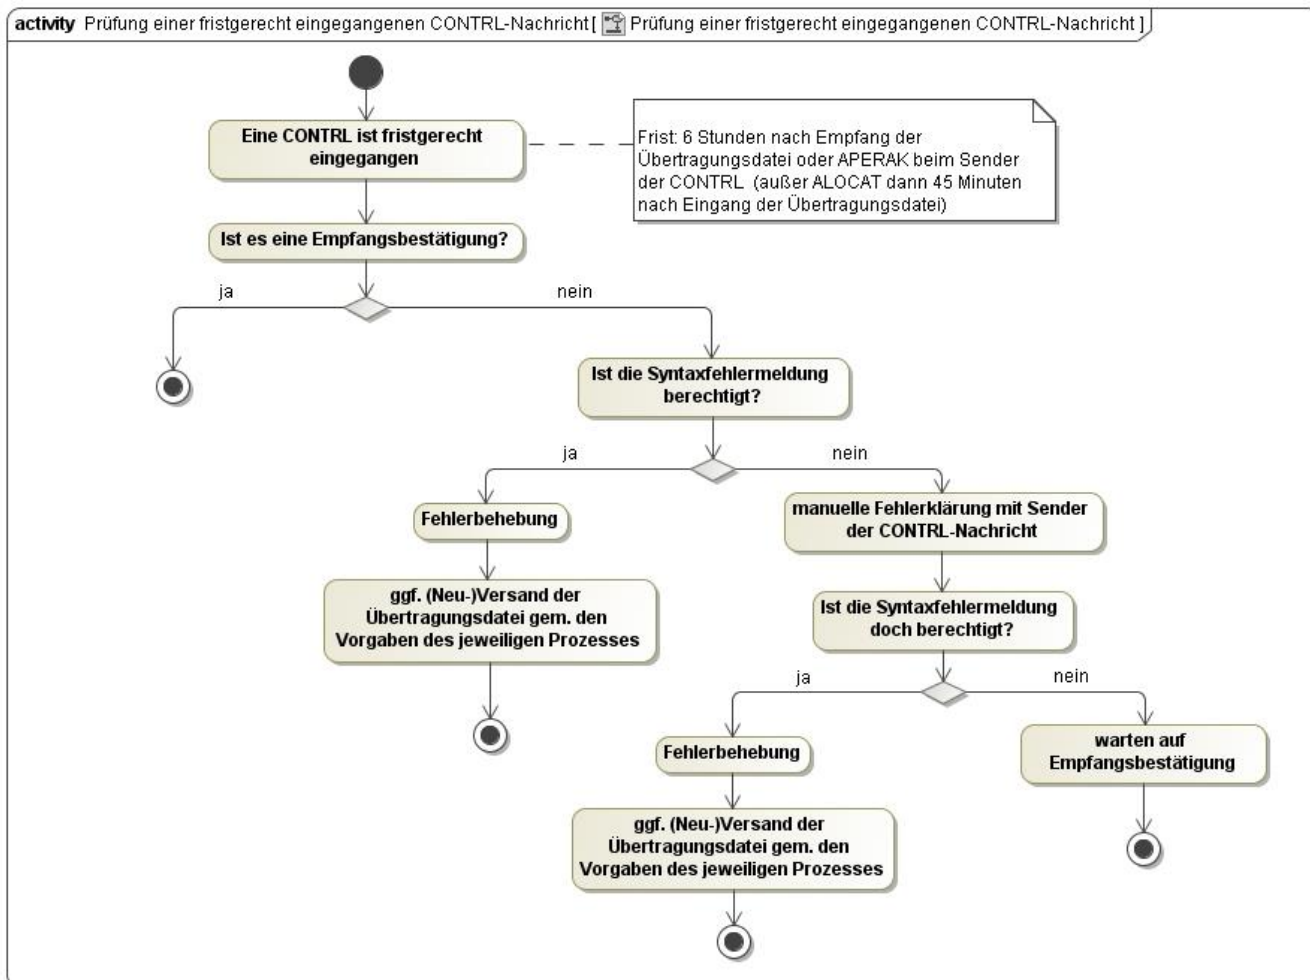 activity Prüfung einer fristgerecht eingegangenen CONTRL-Nachricht [ Prüfung einer fristgerecht eingegangenen CONTRL-Nachricht ]
Eine CONTRL ist fristgerecht
eingegangen
Frist: 6 Stunden nach Empfang der
Übertragungsdatei oder APERAK beim Sender
der CONTRL (außer ALOCAT dann 45 Minuten
nach Eingang der Übertragungsdatei)
Ist es eine Empfangsbestätigung?
ja
nein
Ist die Syntaxfehlermeldung
berechtigt?
ja
nein
Fehlerbehebung
manuelle Fehlerklärung mit Sender
der CONTRL-Nachricht
ggf. (Neu-)Versand der
Übertragungsdatei gem. den
Vorgaben des jeweiligen Prozesses
Ist die Syntaxfehlermeldung
doch berechtigt?
ja
nein
Fehlerbehebung
warten auf
Empfangsbestätigung
ggf. (Neu-)Versand der
Übertragungsdatei gem. den
Vorgaben des jeweiligen Prozesses